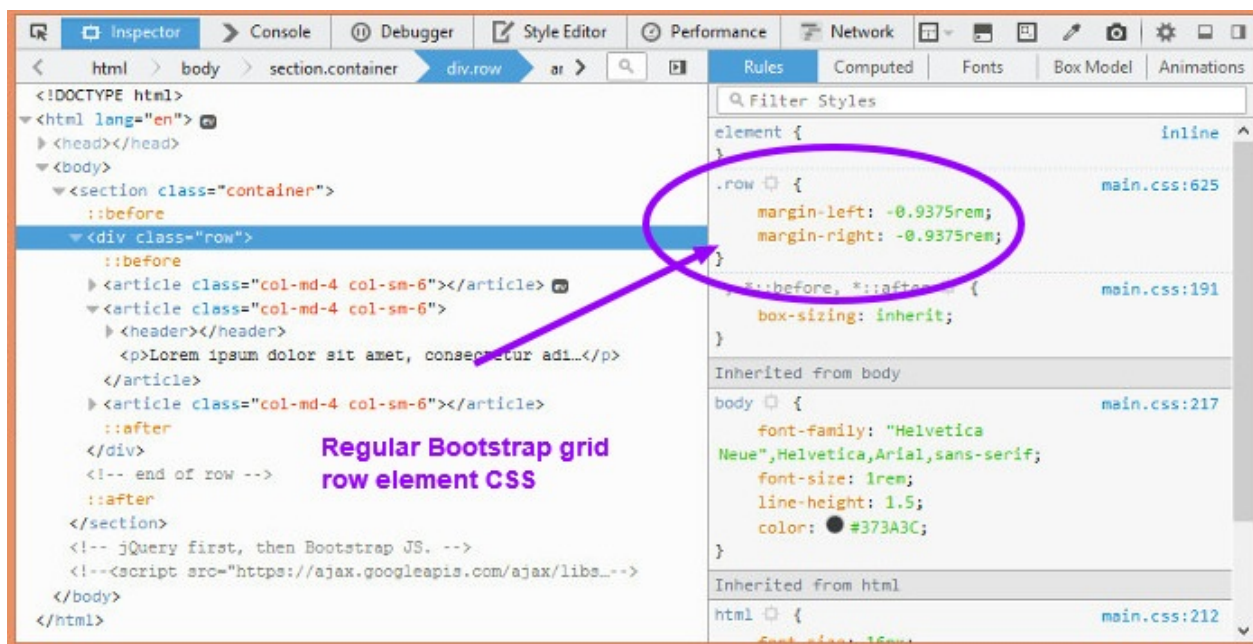 Inspector Console Debugger Style Editor Performance Network
html body section.container div.row ar
Rules Computed Fonts Box Model Animations
<!DOCTYPE html>
<html lang="en"> ev
<head></head>
<body>
<section class="container">
::before
<div class="row">
::before
<article class="col-md-4 col-sm-6"></article> ev
<article class="col-md-4 col-sm-6">
<header></header>
<p>Lorem ipsum dolor sit amet, consectetur adi…</p>
</article>
<article class="col-md-4 col-sm-6"></article>
::after
</div>
<!-- end of row -->
::after
</section>
<!-- jQuery first, then Bootstrap JS. -->
<!--<script src="https://ajax.googleapis.com/ajax/libs…-->
</body>
</html>
Regular Bootstrap grid
row element CSS
Filter Styles
element { inline
}
.row { main.css:625
margin-left: -0.9375rem;
margin-right: -0.9375rem;
}
*::before, *::after { main.css:191
box-sizing: inherit;
}
Inherited from body
body { main.css:217
font-family: "Helvetica
Neue",Helvetica,Arial,sans-serif;
font-size: 1rem;
line-height: 1.5;
color: #373A3C;
}
Inherited from html
html { main.css:212
font-size: 16px;